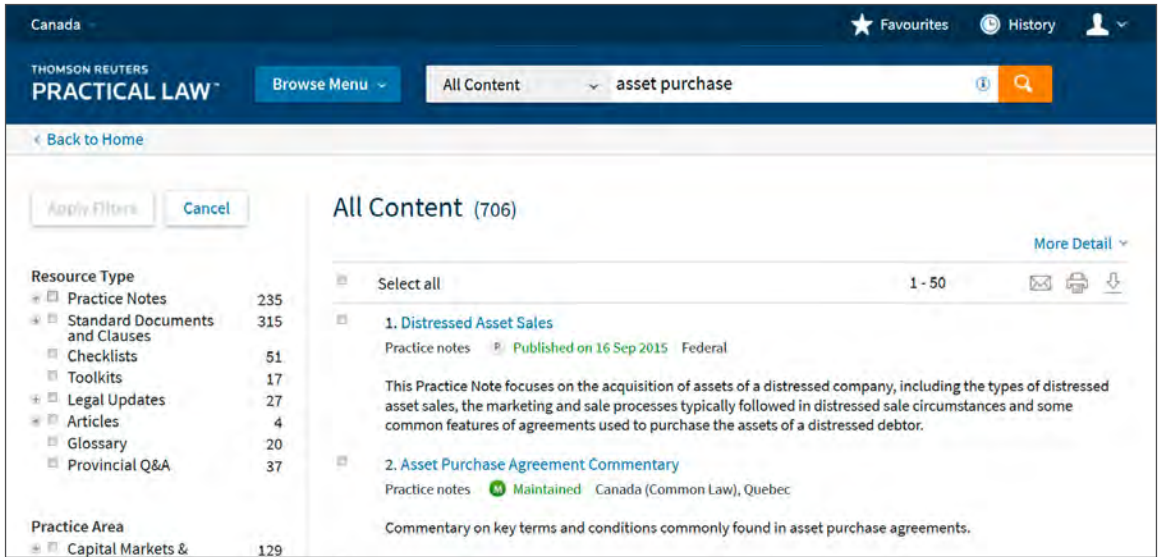 Canada
Favourites
History
THOMSON REUTERS
PRACTICAL LAW™
Browse Menu
All Content
asset purchase
Back to Home
Apply Filters
Cancel
All Content (706)
More Detail
Resource Type
Practice Notes 235
Standard Documents 315
and Clauses
Checklists 51
Toolkits 17
Legal Updates 27
Articles 4
Glossary 20
Provincial Q&A 37
Practice Area
Capital Markets & 129
Select all
1 - 50
1. Distressed Asset Sales
Practice notes P Published on 16 Sep 2015 Federal
This Practice Note focuses on the acquisition of assets of a distressed company, including the types of distressed
asset sales, the marketing and sale processes typically followed in distressed sale circumstances and some
common features of agreements used to purchase the assets of a distressed debtor.
2. Asset Purchase Agreement Commentary
Practice notes M Maintained Canada (Common Law), Quebec
Commentary on key terms and conditions commonly found in asset purchase agreements.